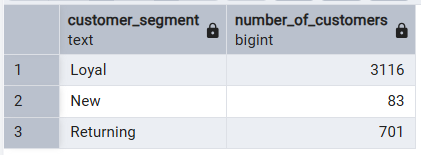 customer_segment number_of_customers
text bigint
1 Loyal 3116
2 New 83
3 Returning 701